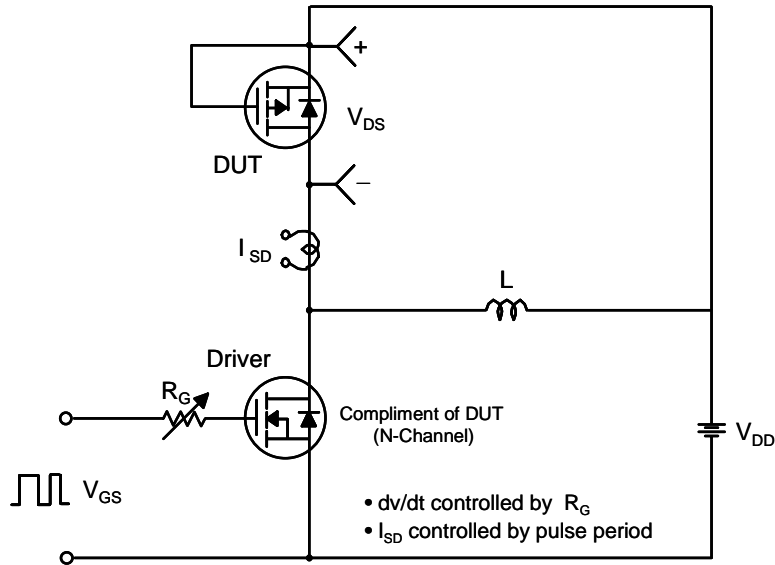 +
V_DS
DUT
–
I_SD
L
Driver
R_G
Compliment of DUT
(N-Channel)
V_DD
V_GS
• dv/dt controlled by R_G
• I_SD controlled by pulse period